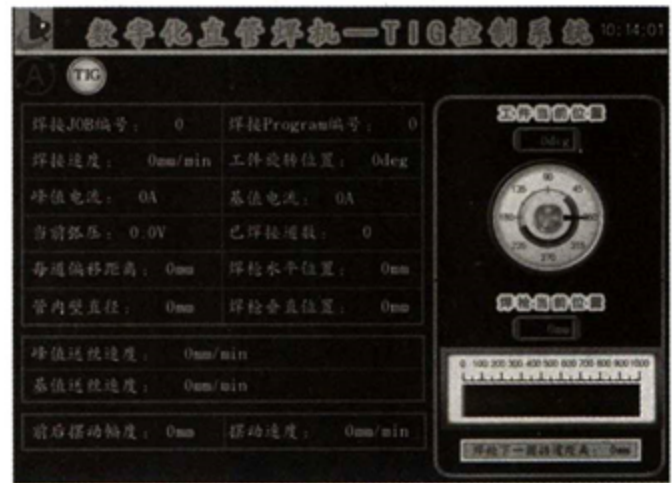 数字化直管焊机—TIG控制系统 10:14:01
A TIG
焊接JOB编号： 0 焊接Program编号： 0
焊接速度： 0mm/min 工件旋转位置： 0deg
峰值电流： 0A 基值电流： 0A
当前弧压： 0.0V 已焊接道数： 0
每道偏移距离： 0mm 焊枪水平位置： 0mm
管内壁直径： 0mm 焊枪垂直位置： 0mm
峰值送丝速度： 0mm/min
基值送丝速度： 0mm/min
前后摆动幅度： 0mm 摆动速度： 0mm/min
工件当前位置
0deg
90
135 45
180 360
225 315
270
焊枪当前位置
0mm
0 100 200 300 400 500 600 700 800 900 1000
焊枪下一圈持续距离： 0mm